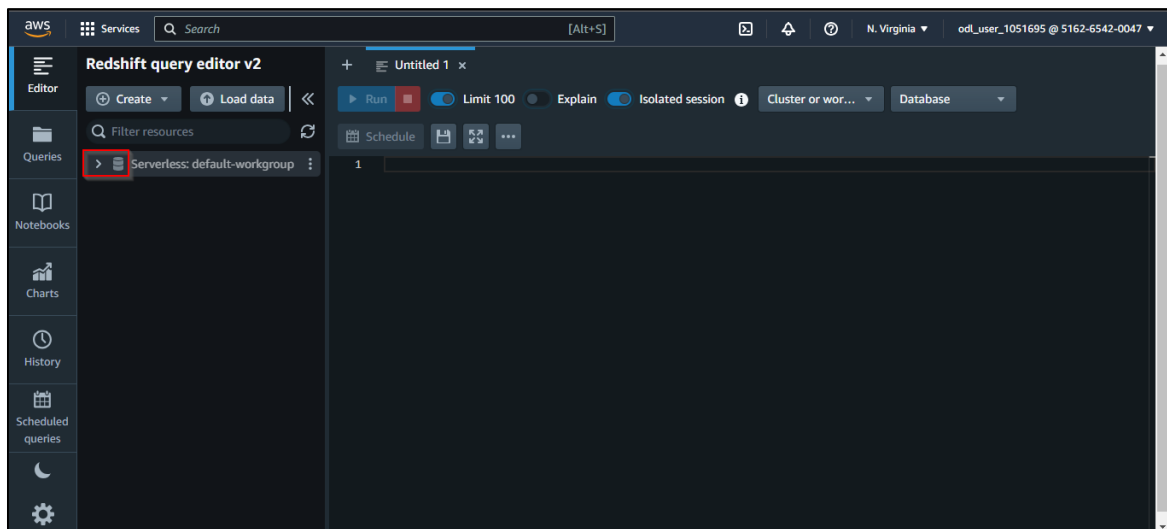 aws
Services
Search
[Alt+S]
N. Virginia
odl_user_1051695 @ 5162-6542-0047
Editor
Queries
Notebooks
Charts
History
Scheduled
queries
Redshift query editor v2
Create
Load data
Filter resources
Serverless: default-workgroup
Untitled 1
Run
Limit 100
Explain
Isolated session
Cluster or wor...
Database
Schedule
1